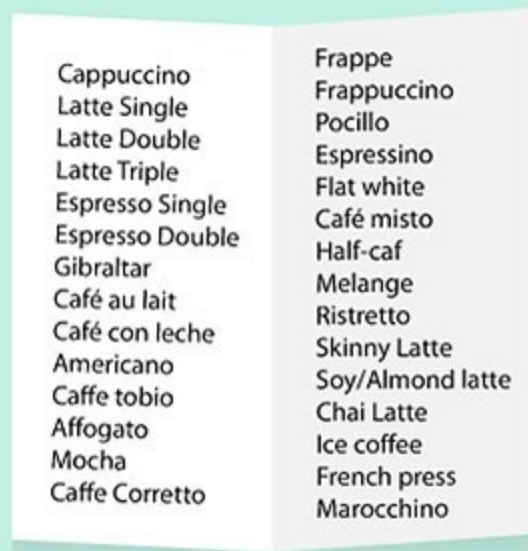 Cappuccino
Latte Single
Latte Double
Latte Triple
Espresso Single
Espresso Double
Gibraltar
Café au lait
Café con leche
Americano
Caffe tobio
Affogato
Mocha
Caffe Corretto
Frappe
Frappuccino
Pocillo
Espressino
Flat white
Café misto
Half-caf
Melange
Ristretto
Skinny Latte
Soy/Almond latte
Chai Latte
Ice coffee
French press
Marocchino